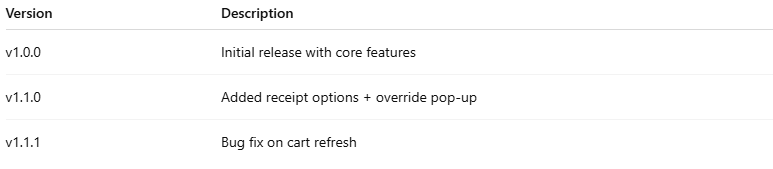 Version Description
v1.0.0 Initial release with core features
v1.1.0 Added receipt options + override pop-up
v1.1.1 Bug fix on cart refresh